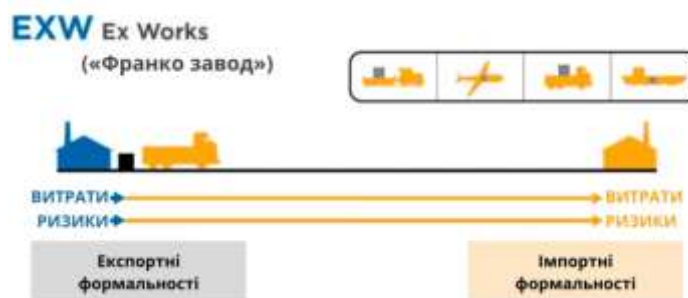 EXW Ex Works
(«Франко завод»)
ВИТРАТИ ВИТРАТИ
РИЗИКИ РИЗИКИ
Експортні
формальності
Імпортні
формальності